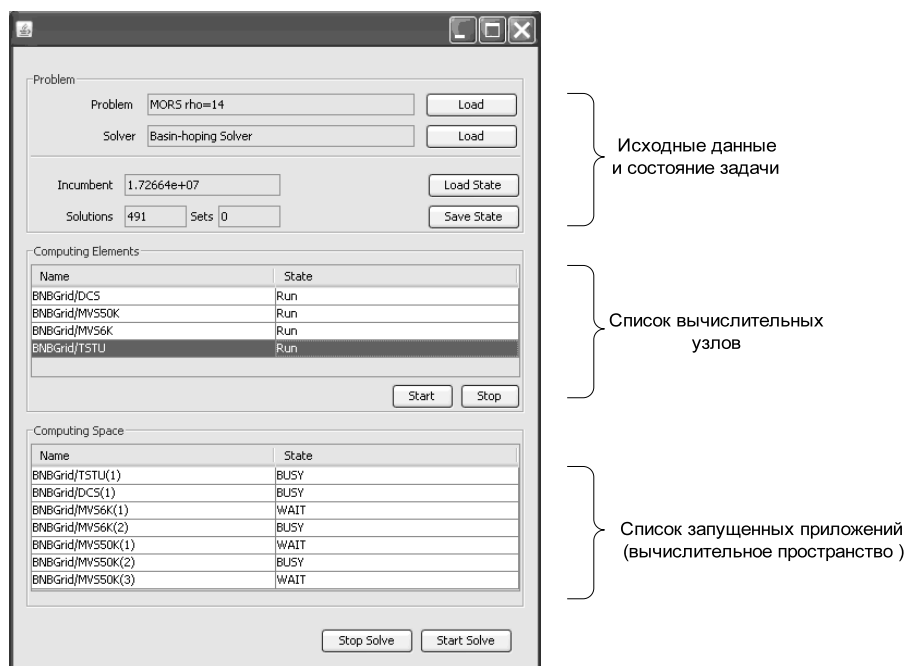 Problem
Problem MORS rho=14 Load
Solver Basin-hoping Solver Load
Incumbent 1.72664e+07 Load State
Solutions 491 Sets 0 Save State
Исходные данные
и состояние задачи
Computing Elements
Name State
BNBGrid/DCS Run
BNBGrid/MVS50K Run
BNBGrid/MVS6K Run
BNBGrid/TSTU Run
Start Stop
Список вычислительных
узлов
Computing Space
Name State
BNBGrid/TSTU(1) BUSY
BNBGrid/DCS(1) BUSY
BNBGrid/MVS6K(1) WAIT
BNBGrid/MVS6K(2) BUSY
BNBGrid/MVS50K(1) WAIT
BNBGrid/MVS50K(2) BUSY
BNBGrid/MVS50K(3) WAIT
Список запущенных приложений
(вычислительное пространство )
Stop Solve Start Solve